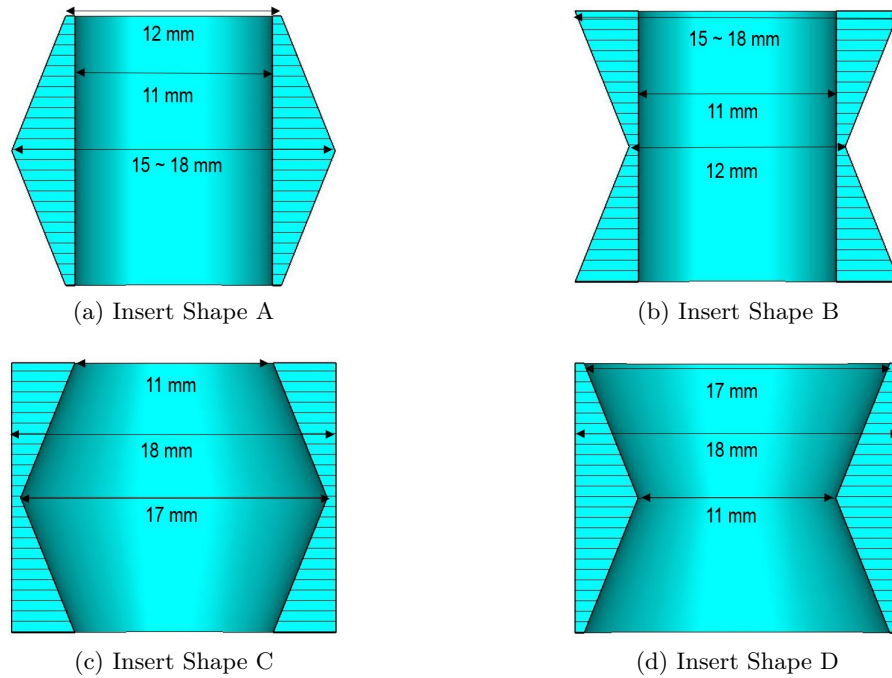 12 mm
11 mm
15 ~ 18 mm
(a) Insert Shape A
15 ~ 18 mm
11 mm
12 mm
(b) Insert Shape B
11 mm
18 mm
17 mm
(c) Insert Shape C
17 mm
18 mm
11 mm
(d) Insert Shape D